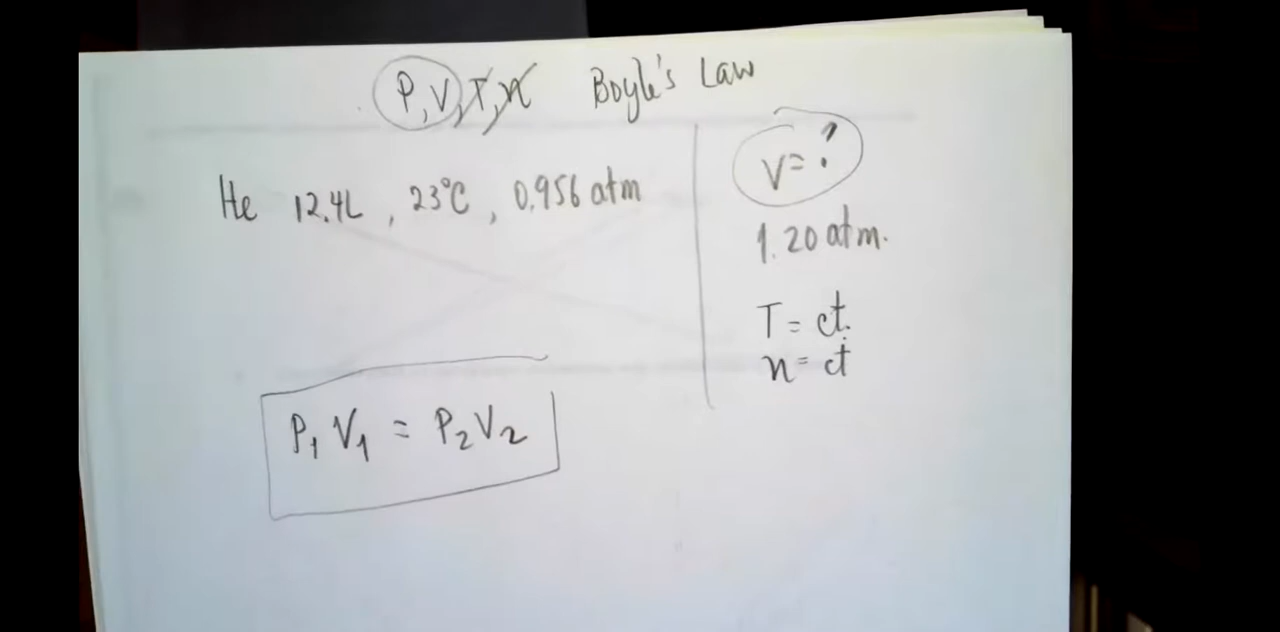 P, V, T, n Boyle's Law
He 12.4L, 23°C, 0.956 atm
V= ?
1.20 atm.
T = ct.
n = ct
P₁ V₁ = P₂ V₂